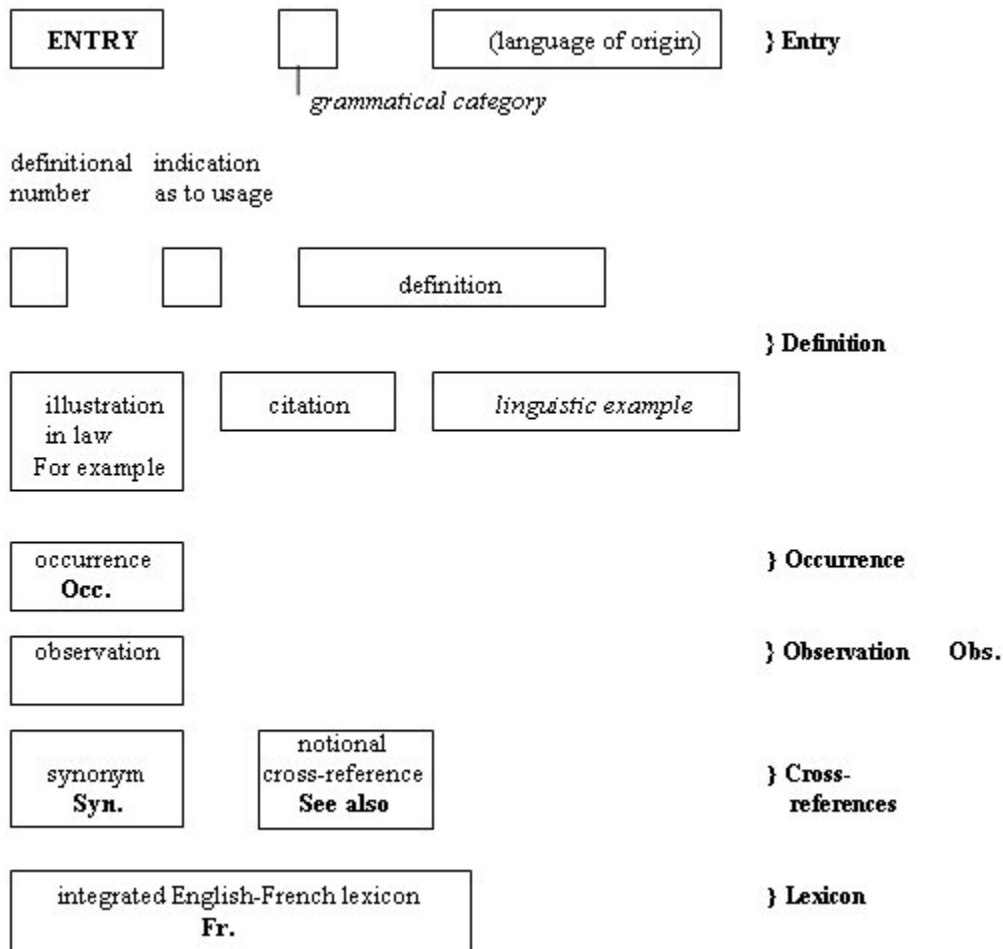 ENTRY (language of origin) } Entry
grammatical category
definitional indication
number as to usage
definition
} Definition
illustration citation linguistic example
in law
For example
occurrence } Occurrence
Occ.
observation } Observation Obs.
notional
synonym cross-reference } Cross-
Syn. See also references
integrated English-French lexicon } Lexicon
Fr.